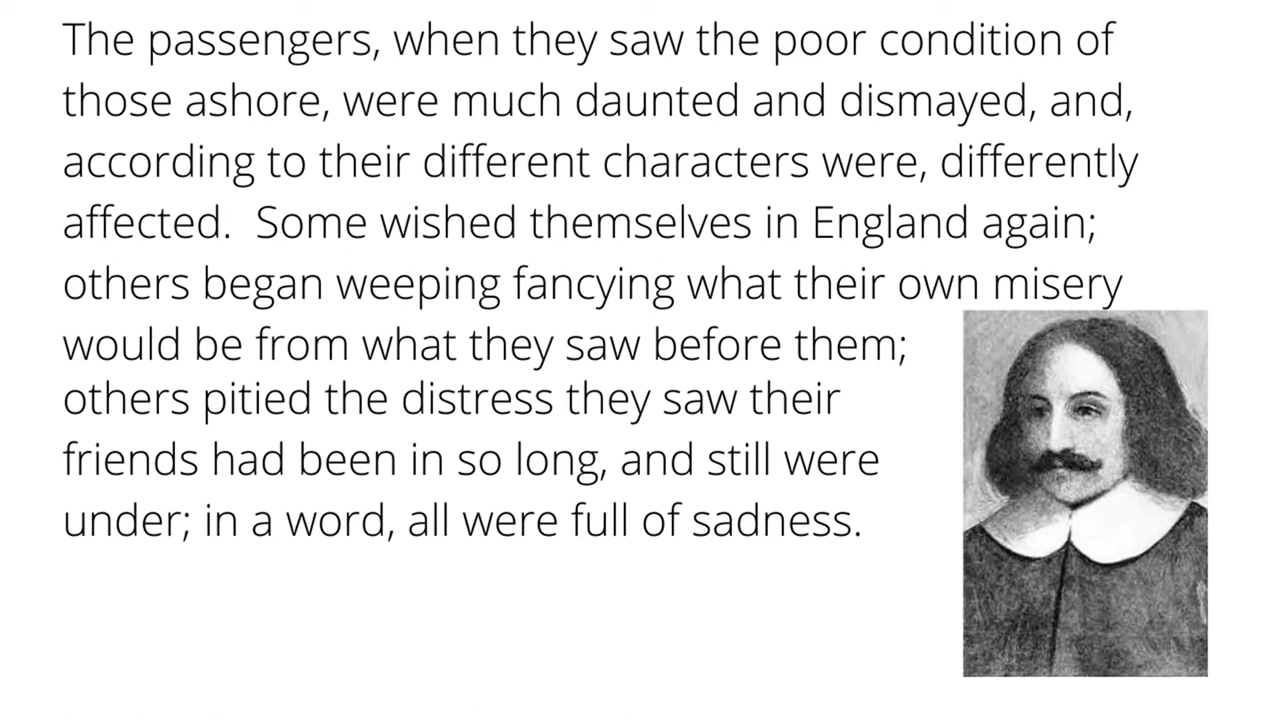 The passengers, when they saw the poor condition of
those ashore, were much daunted and dismayed, and,
according to their different characters were, differently
affected.  Some wished themselves in England again;
others began weeping fancying what their own misery
would be from what they saw before them;
others pitied the distress they saw their
friends had been in so long, and still were
under; in a word, all were full of sadness.